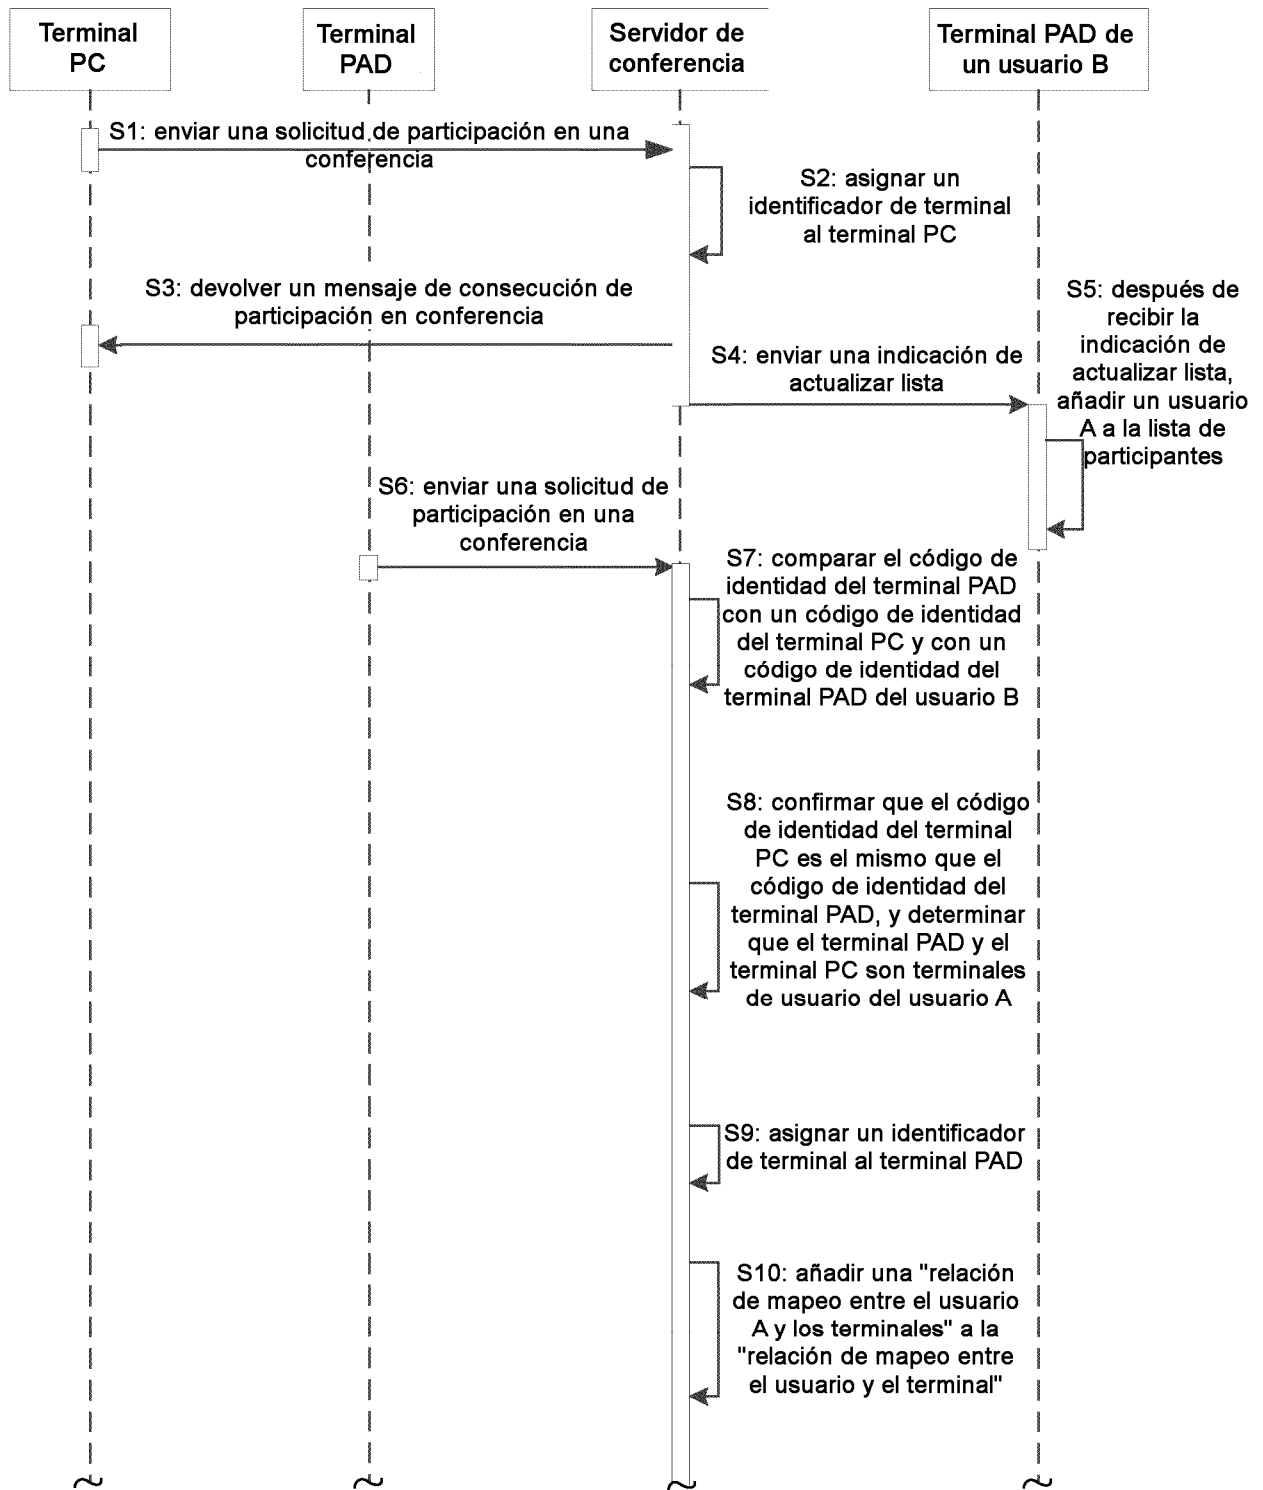 Terminal
PC
Terminal
PAD
Servidor de
conferencia
Terminal PAD de
un usuario B
S1: enviar una solicitud de participación en una
conferencia
S2: asignar un
identificador de terminal
al terminal PC
S3: devolver un mensaje de consecución de
participación en conferencia
S4: enviar una indicación de
actualizar lista
S5: después de
recibir la
indicación de
actualizar lista,
añadir un usuario
A a la lista de
participantes
S6: enviar una solicitud de
participación en una
conferencia
S7: comparar el código de
identidad del terminal PAD
con un código de identidad
del terminal PC y con un
código de identidad del
terminal PAD del usuario B
S8: confirmar que el código
de identidad del terminal
PC es el mismo que el
código de identidad del
terminal PAD, y determinar
que el terminal PAD y el
terminal PC son terminales
de usuario del usuario A
S9: asignar un identificador
de terminal al terminal PAD
S10: añadir una "relación
de mapeo entre el usuario
A y los terminales" a la
"relación de mapeo entre
el usuario y el terminal"